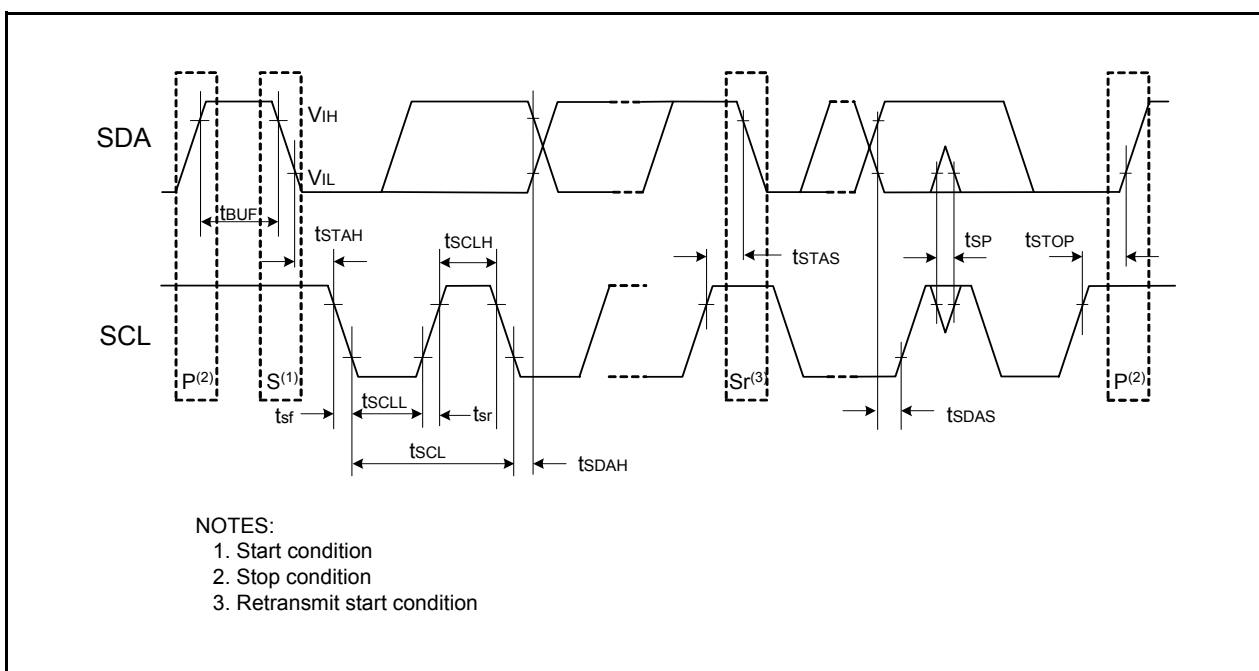 VIH
SDA
VIL
tBUF
tSTAH
tSCLH
tSTAS
tSP
tSTOP
SCL
P(2)
S(1)
Sr(3)
P(2)
tsf
tSCLL
tsr
tSDAS
tSCL
tSDAH
NOTES:
1. Start condition
2. Stop condition
3. Retransmit start condition